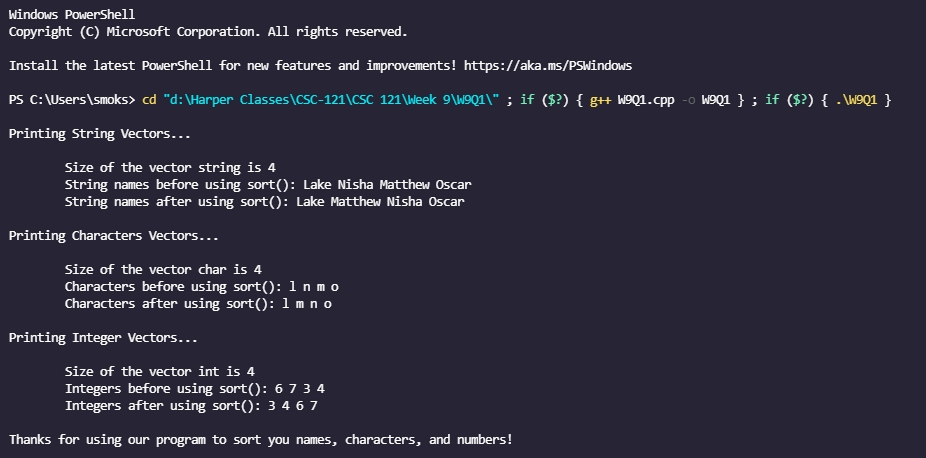 Windows PowerShell
Copyright (C) Microsoft Corporation. All rights reserved.
Install the latest PowerShell for new features and improvements! https://aka.ms/PSWindows
PS C:\Users\smoks> cd "d:\Harper Classes\CSC-121\CSC 121\Week 9\W9Q1\" ; if ($?) { g++ W9Q1.cpp -o W9Q1 } ; if ($?) { .\W9Q1 }
Printing String Vectors...
Size of the vector string is 4
String names before using sort(): Lake Nisha Matthew Oscar
String names after using sort(): Lake Matthew Nisha Oscar
Printing Characters Vectors...
Size of the vector char is 4
Characters before using sort(): l n m o
Characters after using sort(): l m n o
Printing Integer Vectors...
Size of the vector int is 4
Integers before using sort(): 6 7 3 4
Integers after using sort(): 3 4 6 7
Thanks for using our program to sort you names, characters, and numbers!